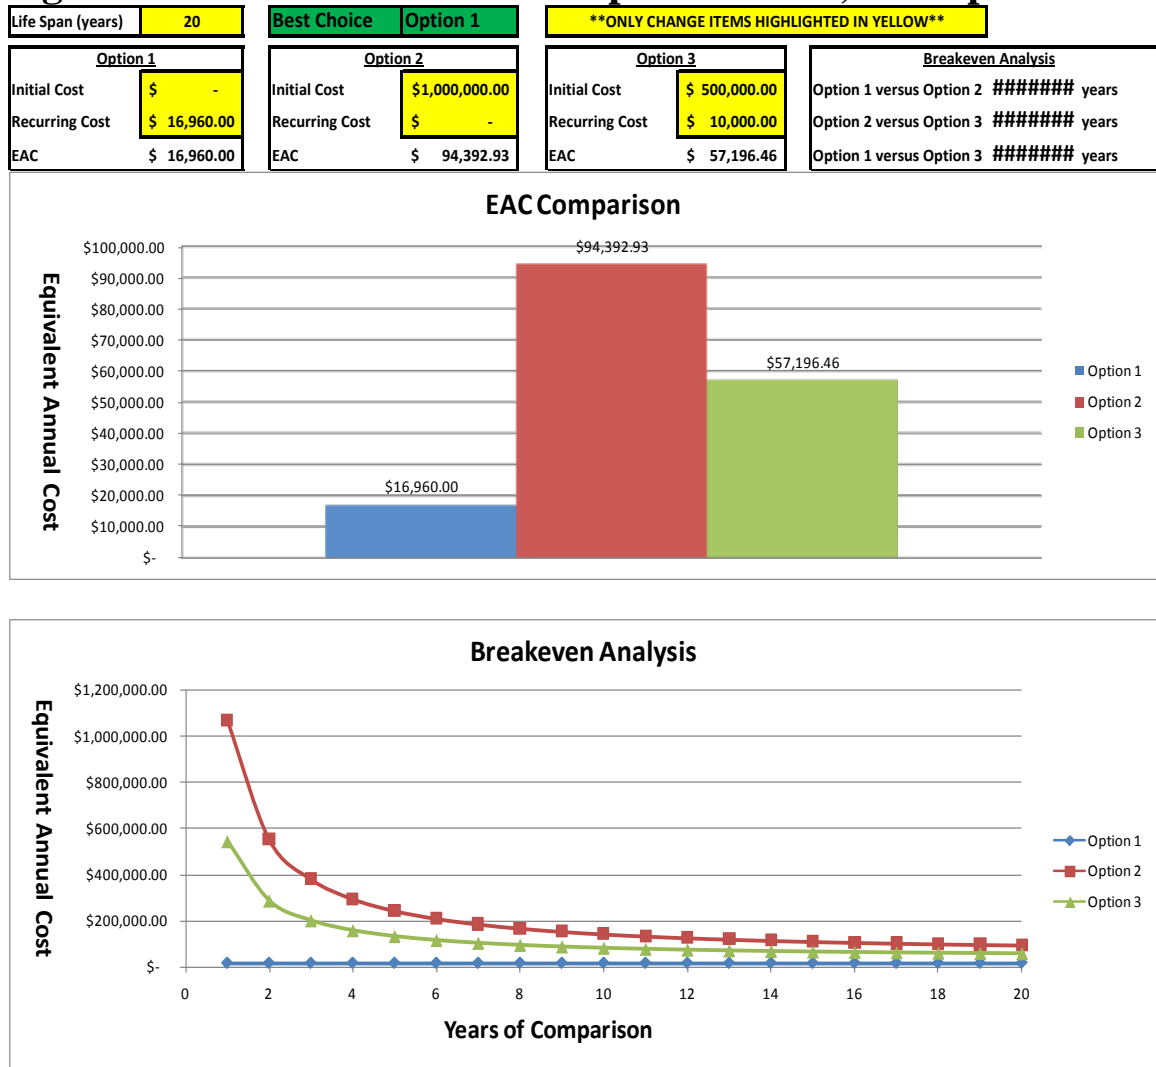 Life Span (years) 20 Best Choice Option 1 **ONLY CHANGE ITEMS HIGHLIGHTED IN YELLOW**
Option 1 Option 2 Option 3 Breakeven Analysis
Initial Cost $ - Initial Cost $1,000,000.00 Initial Cost $ 500,000.00 Option 1 versus Option 2 ####### years
Recurring Cost $ 16,960.00 Recurring Cost $ - Recurring Cost $ 10,000.00 Option 2 versus Option 3 ####### years
EAC $ 16,960.00 EAC $ 94,392.93 EAC $ 57,196.46 Option 1 versus Option 3 ####### years
EAC Comparison
Equivalent Annual Cost
$100,000.00
$90,000.00
$80,000.00
$70,000.00
$60,000.00
$50,000.00
$40,000.00
$30,000.00
$20,000.00
$10,000.00
$-
$16,960.00
$94,392.93
$57,196.46
Option 1
Option 2
Option 3
Breakeven Analysis
Equivalent Annual Cost
$1,200,000.00
$1,000,000.00
$800,000.00
$600,000.00
$400,000.00
$200,000.00
$-
0 2 4 6 8 10 12 14 16 18 20
Years of Comparison
Option 1
Option 2
Option 3